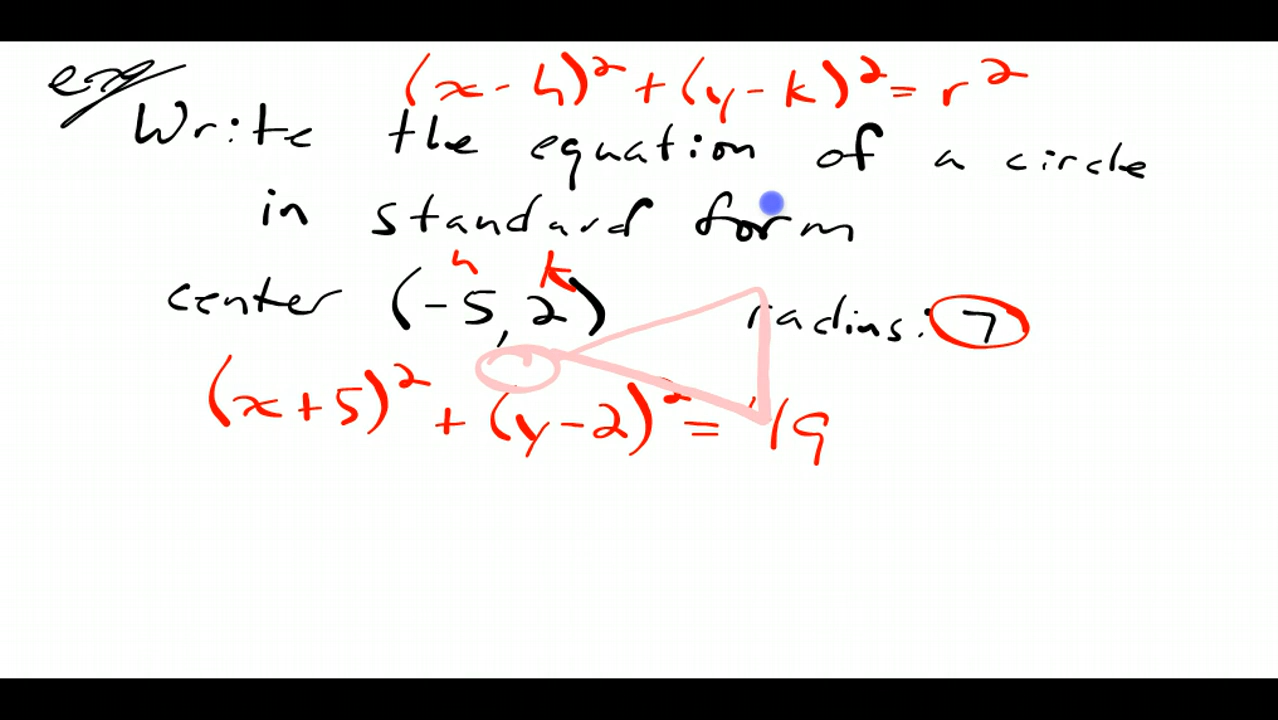 ex
(x-h)² + (y-k)² = r²
Write the equation of a circle
in standard form
h k
center (-5, 2) radius: 7
(x+5)² + (y-2)² =